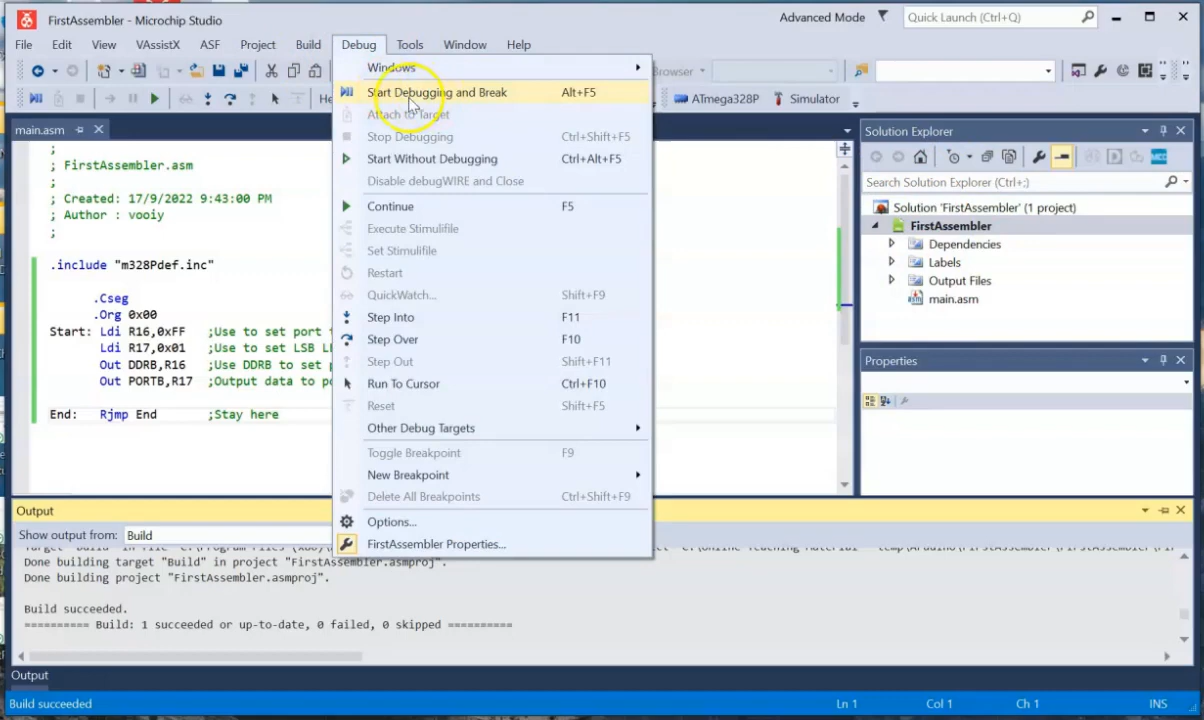 FirstAssembler - Microchip Studio
Advanced Mode
Quick Launch (Ctrl+Q)
File Edit View VAssistX ASF Project Build Debug Tools Window Help
Browser
He
ATmega328P Simulator
main.asm
;
; FirstAssembler.asm
;
; Created: 17/9/2022 9:43:00 PM
; Author : vooiy
;
.include "m328Pdef.inc"
.Cseg
.Org 0x00
Start: Ldi R16,0xFF ;Use to set port
Ldi R17,0x01 ;Use to set LSB
Out DDRB,R16 ;Use DDRB to set
Out PORTB,R17 ;Output data to
End: Rjmp End ;Stay here
Windows
Start Debugging and Break Alt+F5
Attach to Target
Stop Debugging Ctrl+Shift+F5
Start Without Debugging Ctrl+Alt+F5
Disable debugWIRE and Close
Continue F5
Execute Stimulifile
Set Stimulifile
Restart
QuickWatch... Shift+F9
Step Into F11
Step Over F10
Step Out Shift+F11
Run To Cursor Ctrl+F10
Reset Shift+F5
Other Debug Targets
Toggle Breakpoint F9
New Breakpoint
Delete All Breakpoints Ctrl+Shift+F9
Options...
FirstAssembler Properties...
Solution Explorer
Search Solution Explorer (Ctrl+;)
Solution 'FirstAssembler' (1 project)
FirstAssembler
Dependencies
Labels
Output Files
main.asm
Properties
Output
Show output from: Build
Done building target "Build" in project "FirstAssembler.asmproj".
Done building project "FirstAssembler.asmproj".
Build succeeded.
========== Build: 1 succeeded or up-to-date, 0 failed, 0 skipped ==========
Output
Build succeeded Ln 1 Col 1 Ch 1 INS